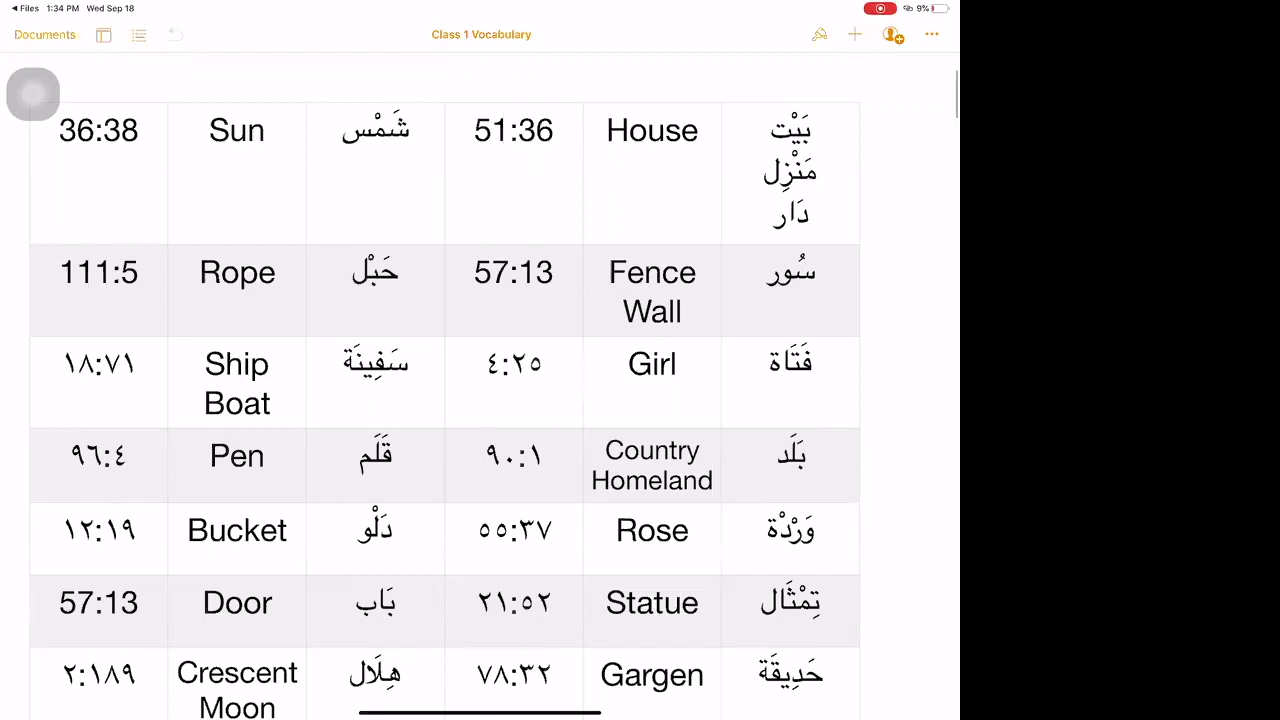 Files 1:34 PM Wed Sep 18 9%
Documents Class 1 Vocabulary
36:38 Sun شَمْس 51:36 House بَيْت
مَنْزِل
دَار
111:5 Rope حَبْل 57:13 Fence سُور
Wall
١٨:٧١ Ship سَفِينَة ٤:٢٥ Girl فَتَاة
Boat
٩٦:٤ Pen قَلَم ٩٠:١ Country بَلَد
Homeland
١٢:١٩ Bucket دَلْو ٥٥:٣٧ Rose وَرْدْة
57:13 Door بَاب ٢١:٥٢ Statue تِمْثَال
٢:١٨٩ Crescent هِلَال ٧٨:٣٢ Gargen حَدِيقَة
Moon